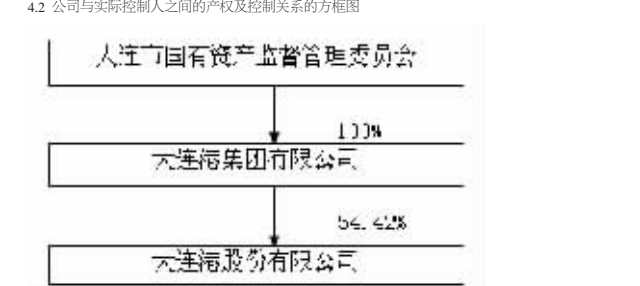 4.2 公司与实际控制人之间的产权及控制关系的方框图
大连市国有资产监督管理委员会
100%
大连港集团有限公司
54.42%
大连港股份有限公司